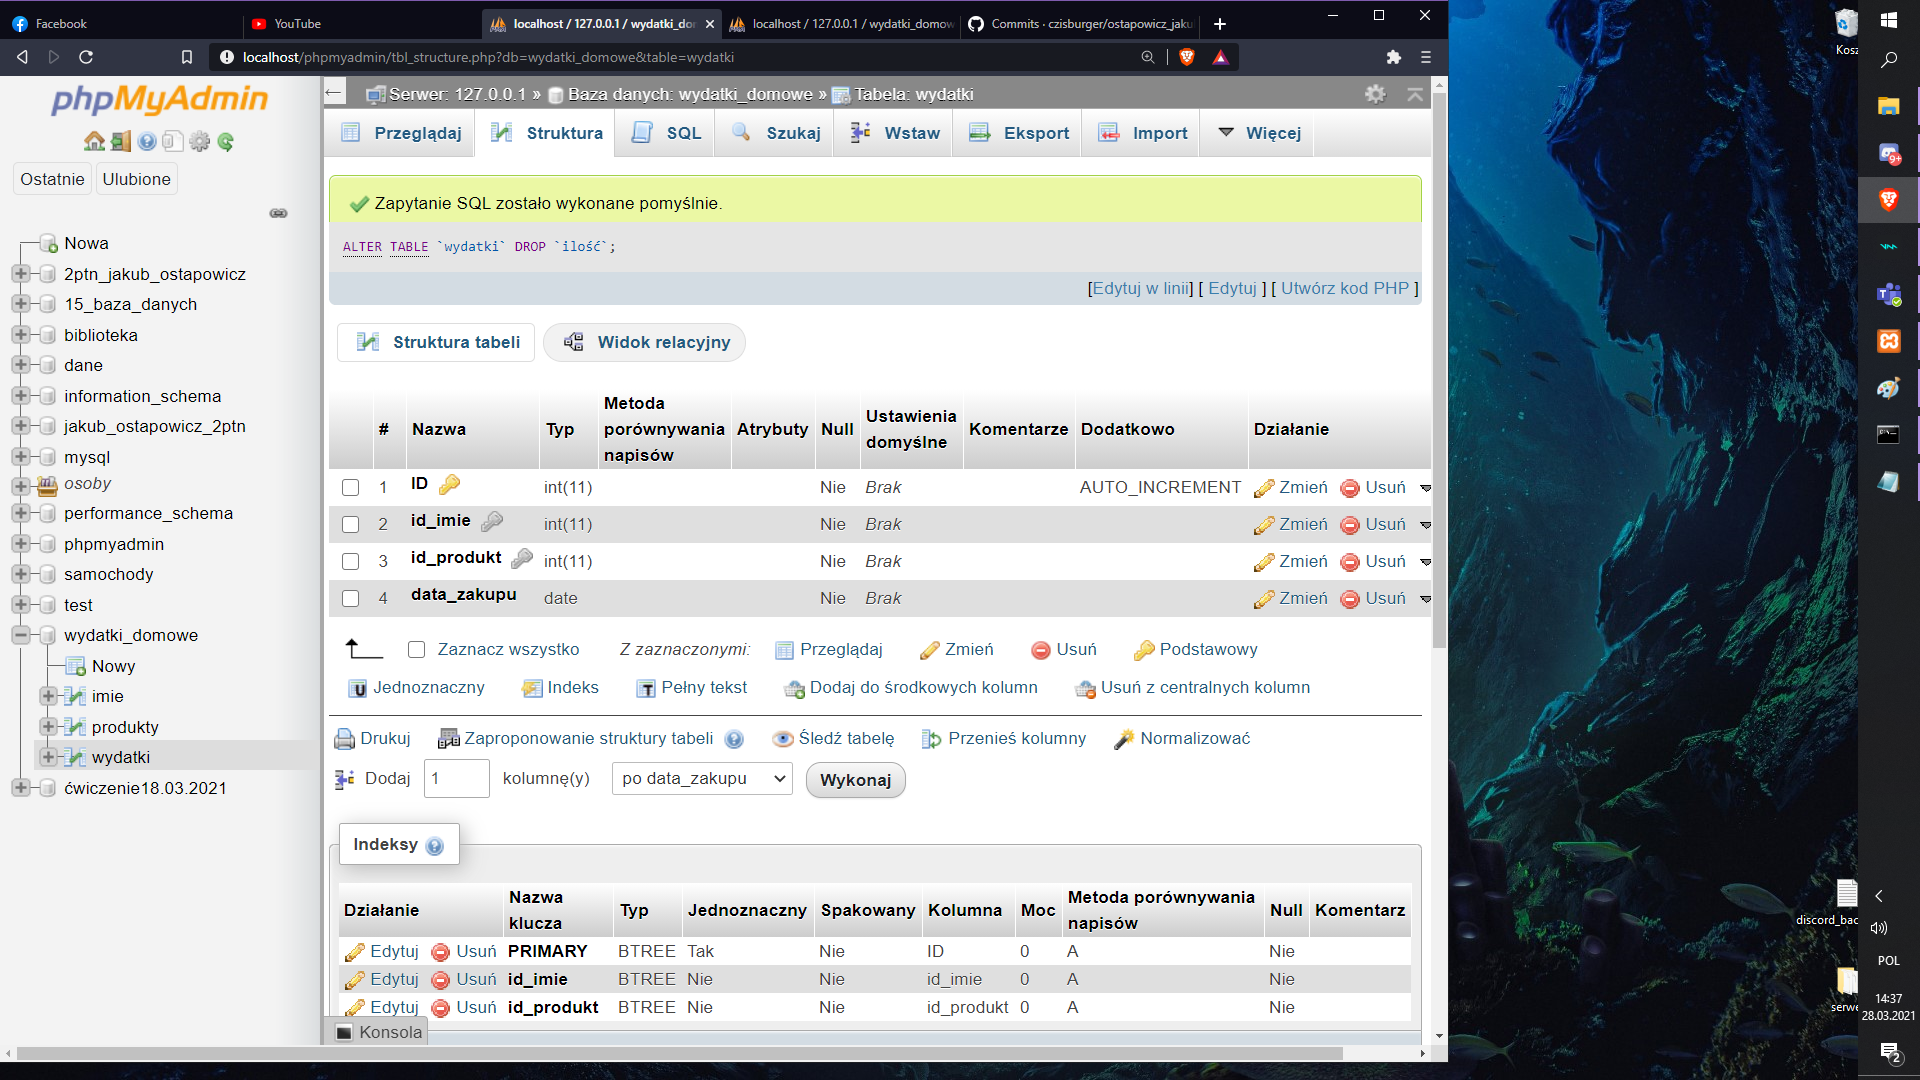 Facebook
YouTube
localhost / 127.0.0.1 / wydatki_dor
localhost / 127.0.0.1 / wydatki_domow
Commits · czisburger/ostapowicz_jaku
localhost/phpmyadmin/tbl_structure.php?db=wydatki_domowe&table=wydatki
phpMyAdmin
Ostatnie
Ulubione
Nowa
2ptn_jakub_ostapowicz
15_baza_danych
biblioteka
dane
information_schema
jakub_ostapowicz_2ptn
mysql
osoby
performance_schema
phpmyadmin
samochody
test
wydatki_domowe
Nowy
imie
produkty
wydatki
ćwiczenie18.03.2021
Serwer: 127.0.0.1 » Baza danych: wydatki_domowe » Tabela: wydatki
Przeglądaj Struktura SQL Szukaj Wstaw Eksport Import Więcej
Zapytanie SQL zostało wykonane pomyślnie.
ALTER TABLE `wydatki` DROP `ilość`;
[Edytuj w linii] [ Edytuj ] [ Utwórz kod PHP ]
Struktura tabeli
Widok relacyjny
# Nazwa Typ Metoda porównywania napisów Atrybuty Null Ustawienia domyślne Komentarze Dodatkowo Działanie
1 ID int(11) Nie Brak AUTO_INCREMENT Zmień Usuń
2 id_imie int(11) Nie Brak Zmień Usuń
3 id_produkt int(11) Nie Brak Zmień Usuń
4 data_zakupu date Nie Brak Zmień Usuń
Zaznacz wszystko Z zaznaczonymi: Przeglądaj Zmień Usuń Podstawowy
U Jednoznaczny Indeks T Pełny tekst Dodaj do środkowych kolumn Usuń z centralnych kolumn
Drukuj Zaproponowanie struktury tabeli Śledź tabelę Przenieś kolumny Normalizować
Dodaj 1 kolumnę(y) po data_zakupu Wykonaj
Indeksy
Działanie Nazwa klucza Typ Jednoznaczny Spakowany Kolumna Moc Metoda porównywania napisów Null Komentarz
Edytuj Usuń PRIMARY BTREE Tak Nie ID 0 A Nie
Edytuj Usuń id_imie BTREE Nie Nie id_imie 0 A Nie
Edytuj Usuń id_produkt BTREE Nie Nie id_produkt 0 A Nie
Konsola
Kosz
9+
discord_bac
serwe
POL
14:37
28.03.2021
2